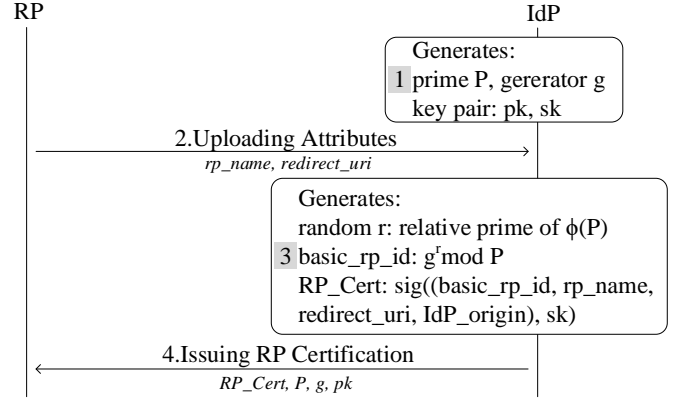 RP IdP
Generates:
1 prime P, gererator g
key pair: pk, sk
2.Uploading Attributes
rp_name, redirect_uri
Generates:
random r: relative prime of ϕ(P)
3 basic_rp_id: g^r mod P
RP_Cert: sig((basic_rp_id, rp_name,
redirect_uri, IdP_origin), sk)
4.Issuing RP Certification
RP_Cert, P, g, pk